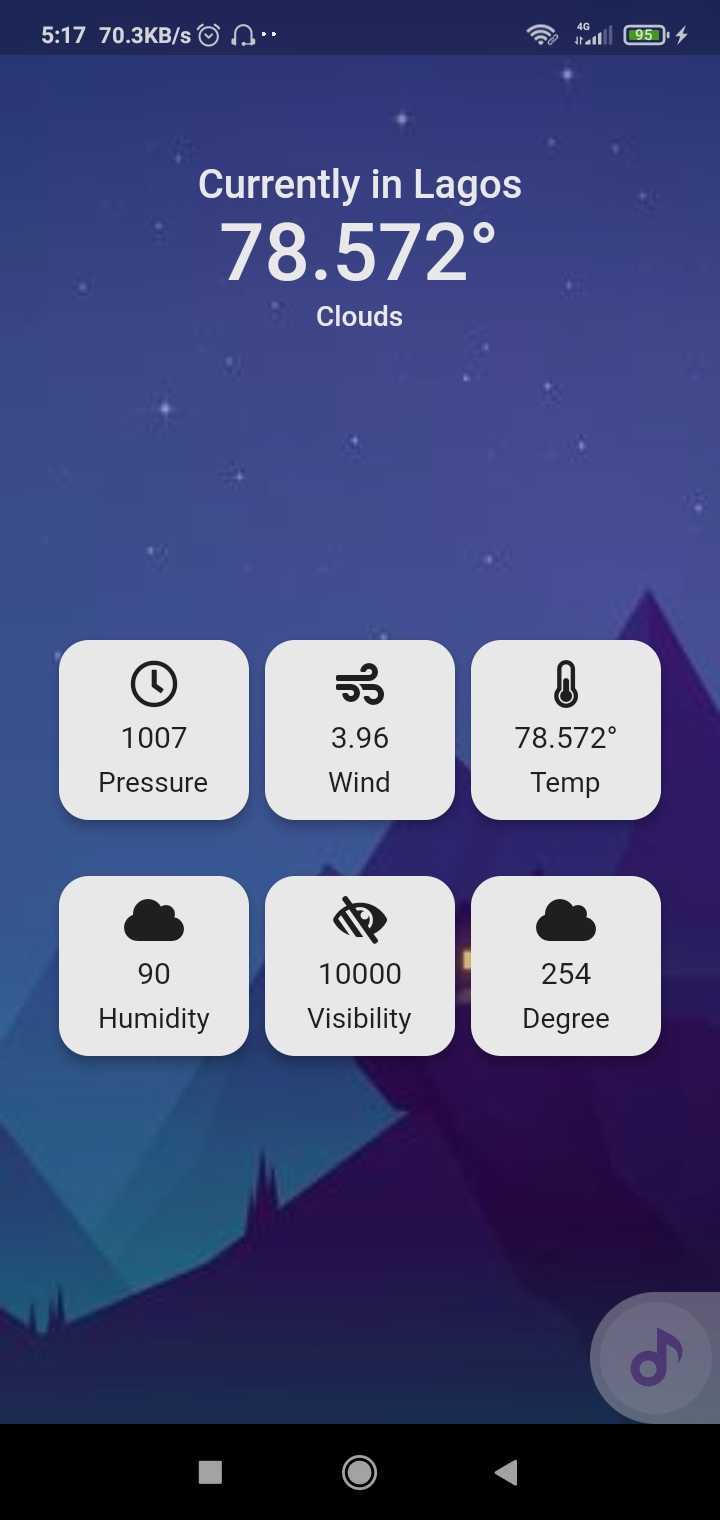 5:17 70.3KB/s 4G 95
Currently in Lagos
78.572°
Clouds
1007 3.96 78.572°
Pressure Wind Temp
90 10000 254
Humidity Visibility Degree